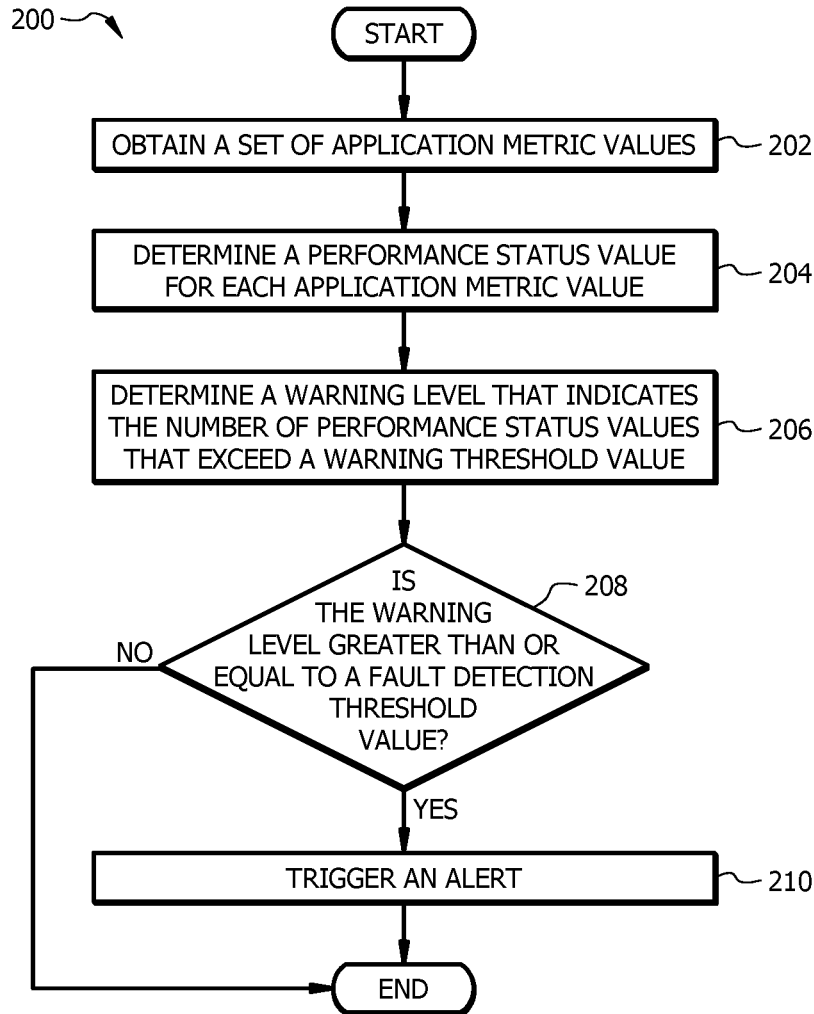 200
START
OBTAIN A SET OF APPLICATION METRIC VALUES
202
DETERMINE A PERFORMANCE STATUS VALUE
FOR EACH APPLICATION METRIC VALUE
204
DETERMINE A WARNING LEVEL THAT INDICATES
THE NUMBER OF PERFORMANCE STATUS VALUES
THAT EXCEED A WARNING THRESHOLD VALUE
206
IS
THE WARNING
LEVEL GREATER THAN OR
EQUAL TO A FAULT DETECTION
THRESHOLD
VALUE?
208
NO
YES
TRIGGER AN ALERT
210
END